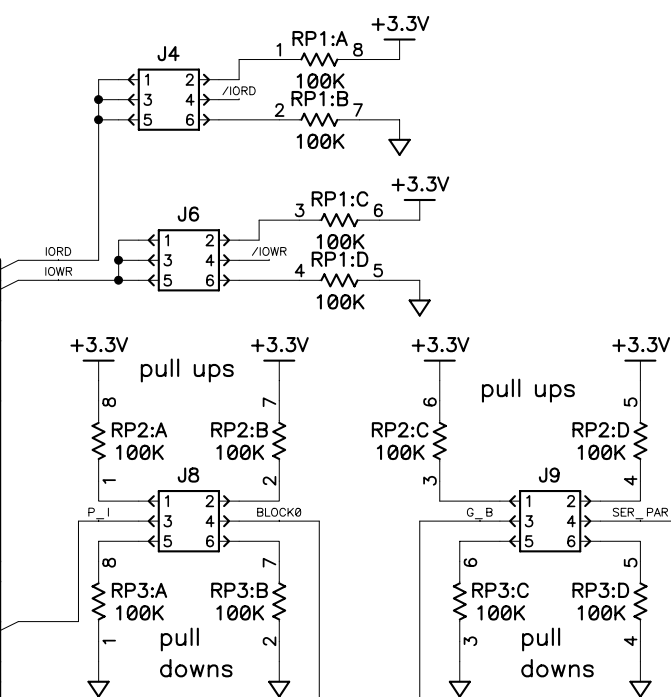 +3.3V
J4
1 RP1:A 8
100K
1 2
3 4 /IORD
5 6
2 RP1:B 7
100K
+3.3V
J6
3 RP1:C 6
100K
1 2
3 4 /IOWR
5 6
4 RP1:D 5
100K
IORD
IOWR
+3.3V +3.3V +3.3V +3.3V
pull ups pull ups
8 7 6 5
RP2:A RP2:B RP2:C RP2:D
100K 100K 100K 100K
1 2 3 4
J8 J9
1 2 1 2
P_I 3 4 BLOCK0 G_B 3 4 SER_PAR
5 6 5 6
8 7 6 5
RP3:A RP3:B RP3:C RP3:D
100K 100K 100K 100K
1 2 3 4
pull pull
downs downs